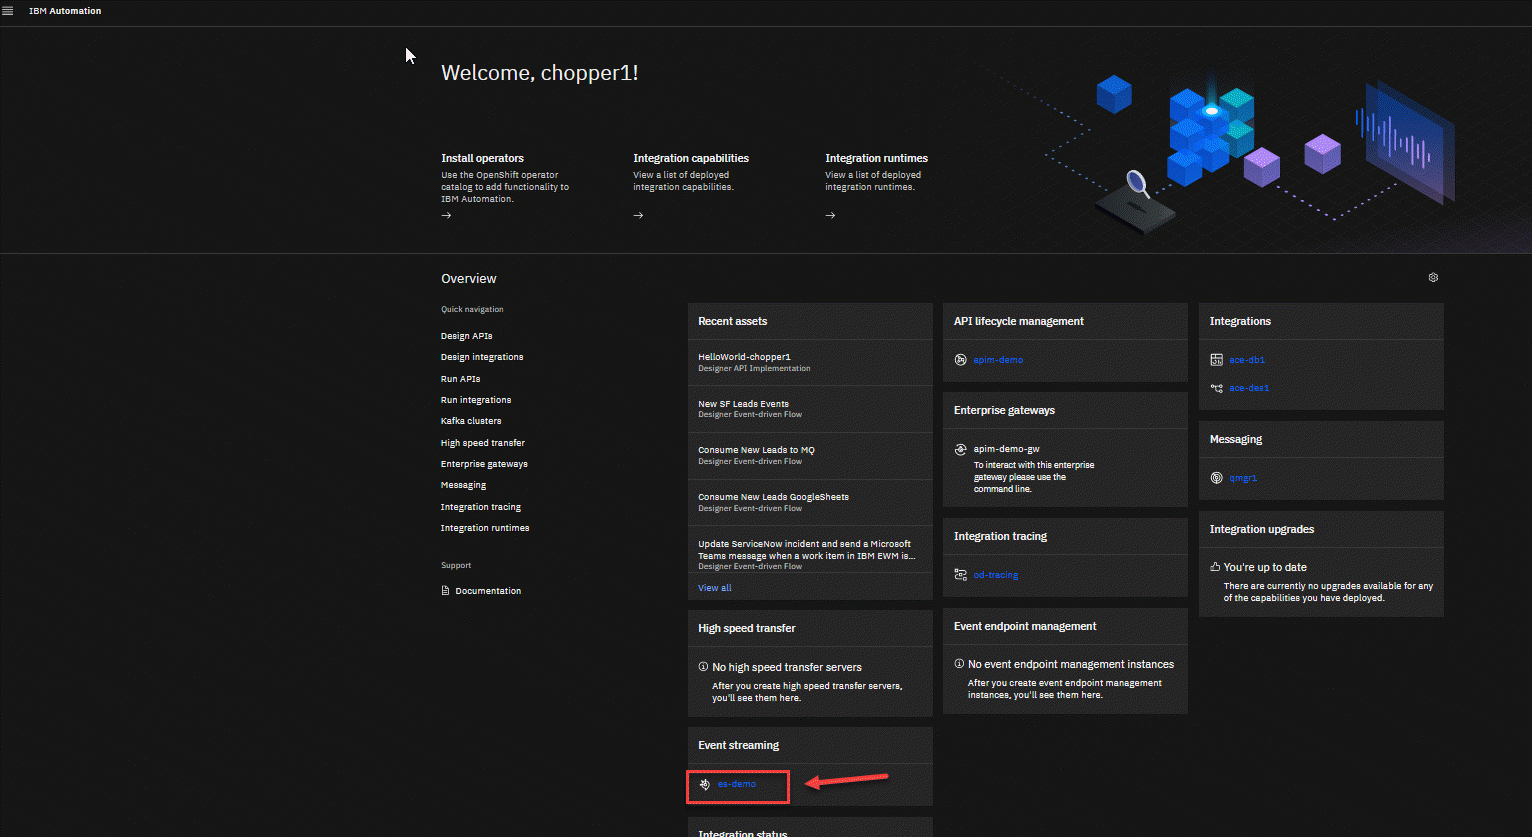 IBM Automation
Welcome, chopper1!
Install operators
Use the OpenShift operator
catalog to add functionality to
IBM Automation.
Integration capabilities
View a list of deployed
integration capabilities.
Integration runtimes
View a list of deployed
integration runtimes.
Overview
Quick navigation
Design APIs
Design integrations
Run APIs
Run integrations
Kafka clusters
High speed transfer
Enterprise gateways
Messaging
Integration tracing
Integration runtimes
Support
Documentation
Recent assets
HelloWorld-chopper1
Designer API Implementation
New SF Leads Events
Designer Event-driven Flow
Consume New Leads to MQ
Designer Event-driven Flow
Consume New Leads GoogleSheets
Designer Event-driven Flow
Update ServiceNow incident and send a Microsoft
Teams message when a work item in IBM EWM is...
Designer Event-driven Flow
View all
High speed transfer
No high speed transfer servers
After you create high speed transfer servers,
you'll see them here.
Event streaming
es-demo
Integration status
API lifecycle management
apim-demo
Enterprise gateways
apim-demo-gw
To interact with this enterprise
gateway please use the
command line.
Integration tracing
od-tracing
Event endpoint management
No event endpoint management instances
After you create event endpoint management
instances, you'll see them here.
Integrations
ace-db1
ace-des1
Messaging
qmgr1
Integration upgrades
You're up to date
There are currently no upgrades available for any
of the capabilities you have deployed.